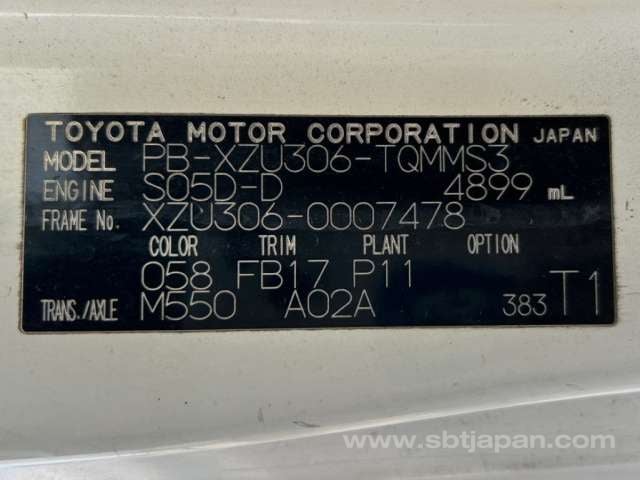 TOYOTA MOTOR CORPORATION JAPAN
MODEL PB-XZU306-TQMMS3
ENGINE S05D-D 4899 mL
FRAME No. XZU306-0007478
COLOR TRIM PLANT OPTION
058 FB17 P11
TRANS./AXLE M550 A02A 383 T1
www.sbtjapan.com